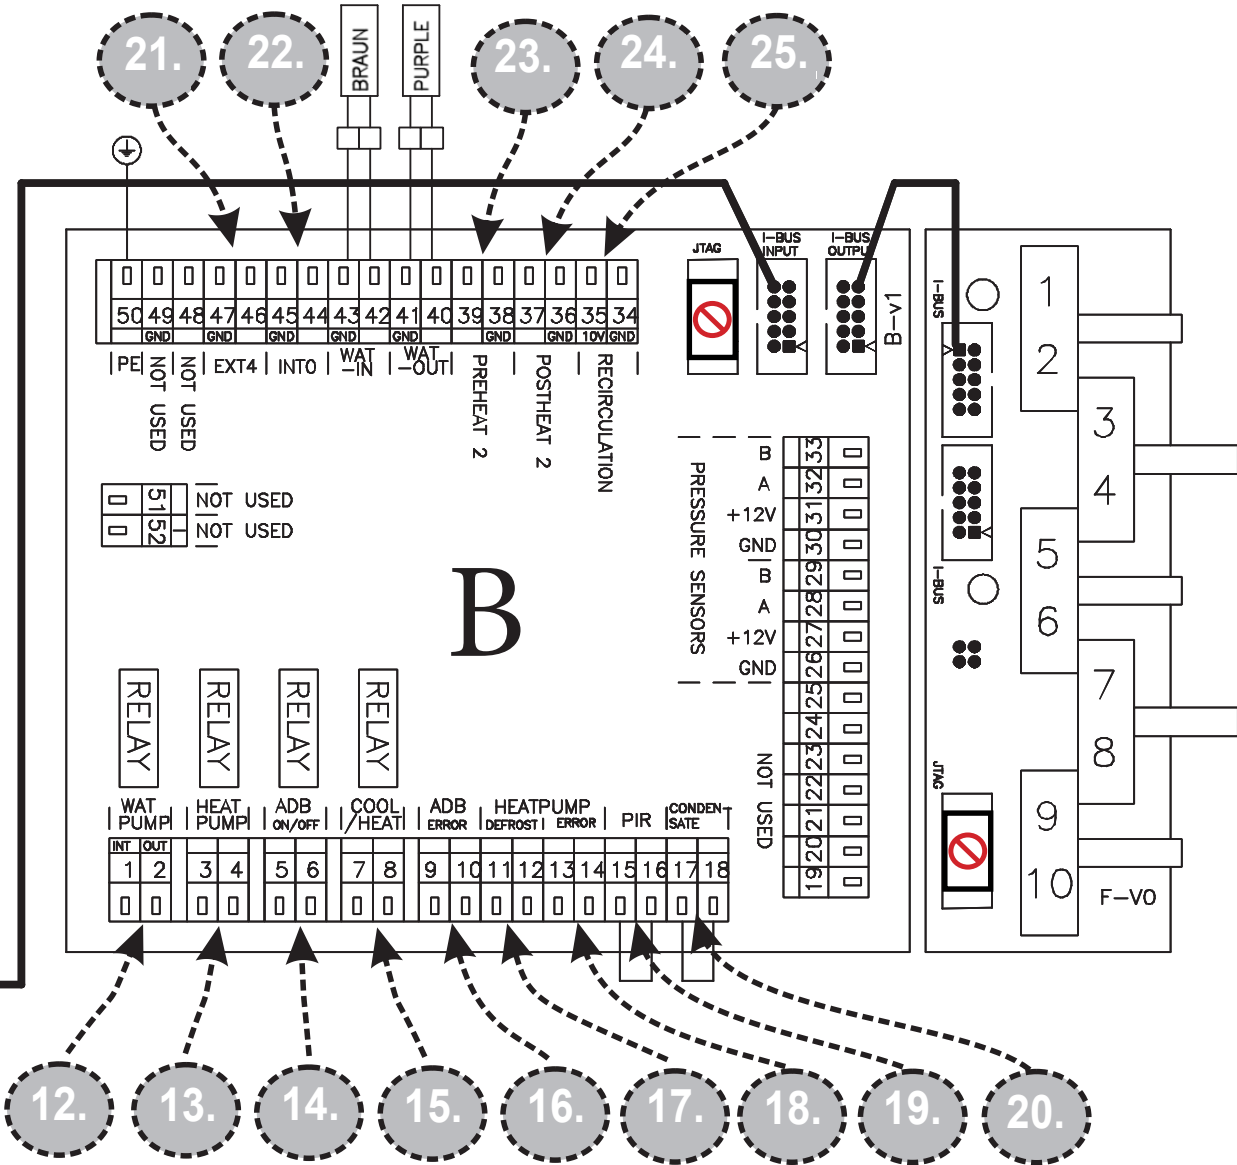 21. 22. 23. 24. 25.
BRAUN
PURPLE
50 49 48 47 46 45 44 43 42 41 40 39 38 37 36 35 34
GND GND GND GND GND GND GND 10V GND
PE
NOT USED
NOT USED
EXT4
INT0
WAT
-IN
WAT
-OUT
PREHEAT 2
POSTHEAT 2
RECIRCULATION
JTAG
I-BUS
INPUT
I-BUS
OUTPUT
B-v1
51 NOT USED
52 NOT USED
B
PRESSURE SENSORS
B 33
A 32
+12V 31
GND 30
B 29
A 28
+12V 27
GND 26
25
24
23
22
21
20
19
NOT USED
RELAY RELAY RELAY RELAY
WAT
PUMP
HEAT
PUMP
ADB
ON/OFF
COOL
/HEAT
ADB
ERROR
HEATPUMP
DEFROST ERROR
PIR
CONDEN-
SATE
INT OUT
1 2 3 4 5 6 7 8 9 10 11 12 13 14 15 16 17 18
I-BUS
I-BUS
JTAG
1
2
3
4
5
6
7
8
9
10
F-V0
12. 13. 14. 15. 16. 17. 18. 19. 20.